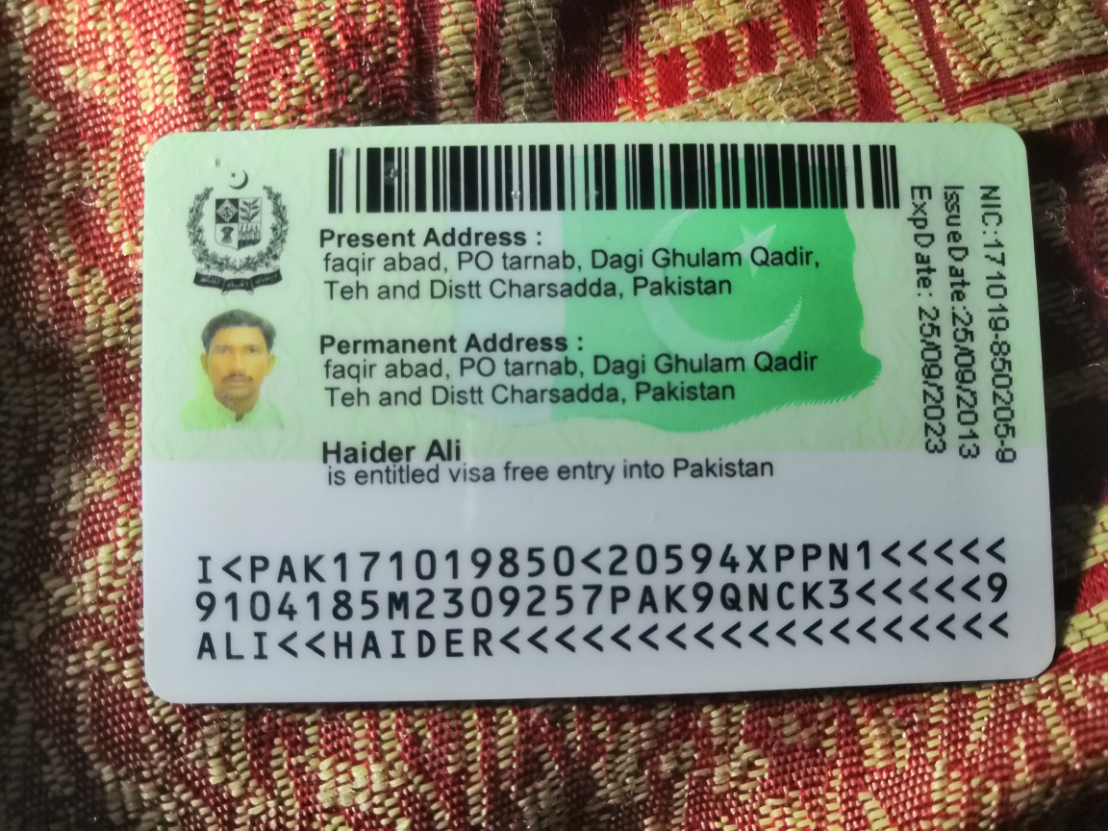 Present Address :
faqir abad, PO tarnab, Dagi Ghulam Qadir,
Teh and Distt Charsadda, Pakistan
Permanent Address :
faqir abad, PO tarnab, Dagi Ghulam Qadir
Teh and Distt Charsadda, Pakistan
Haider Ali
is entitled visa free entry into Pakistan
NIC:171019-850205-9
IssueDate:25/09/2013
ExpDate: 25/09/2023
I<PAK171019850<20594XPPN1<<<<<
9104185M2309257PAK9QNCK3<<<<<9
ALI<<HAIDER<<<<<<<<<<<<<<<<<<<